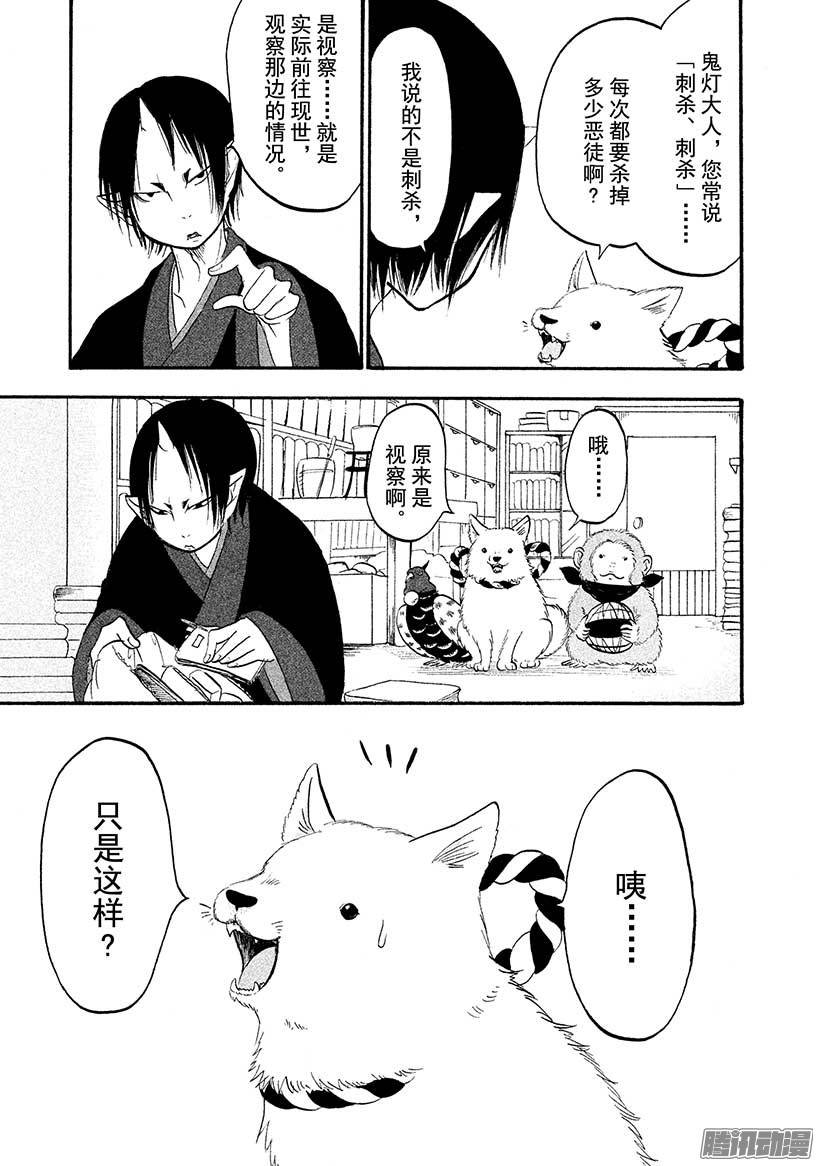 鬼灯大人，您常说
「刺杀、刺杀」……
每次都要杀掉
多少恶徒啊？
我说的
不是刺杀，
是视察……就是
实际前往现世，
观察那边的情况。
哦……
原来是
视察啊。
咦……
只是这样？
腾讯动漫